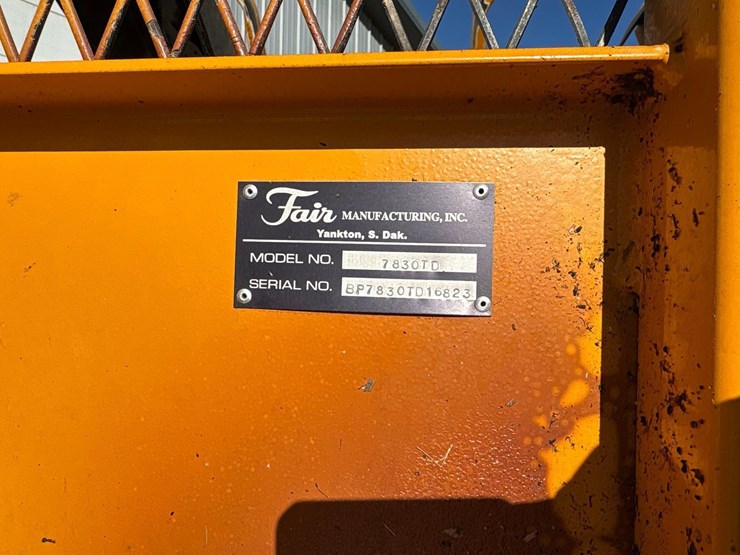 Fair MANUFACTURING, INC.
Yankton, S. Dak.
MODEL NO. 7830TD
SERIAL NO. BP7830TD16823